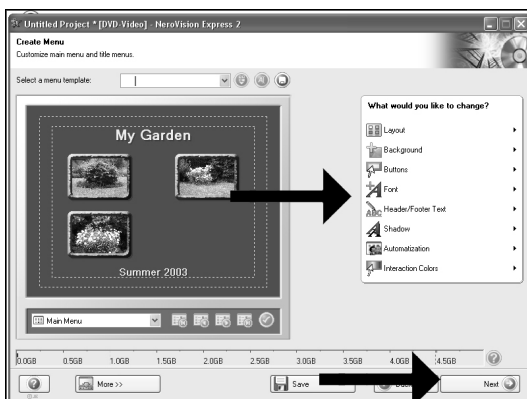 Untitled Project * [DVD-Video] - NeroVision Express 2
Create Menu
Customize main menu and title menus.
Select a menu template:
My Garden
Summer 2003
Main Menu
What would you like to change?
Layout
Background
Buttons
Font
Header/Footer Text
Shadow
Automatization
Interaction Colors
0.0GB 0.5GB 1.0GB 1.5GB 2.0GB 2.5GB 3.0GB 3.5GB 4.0GB 4.5GB
More >>
Save
Next